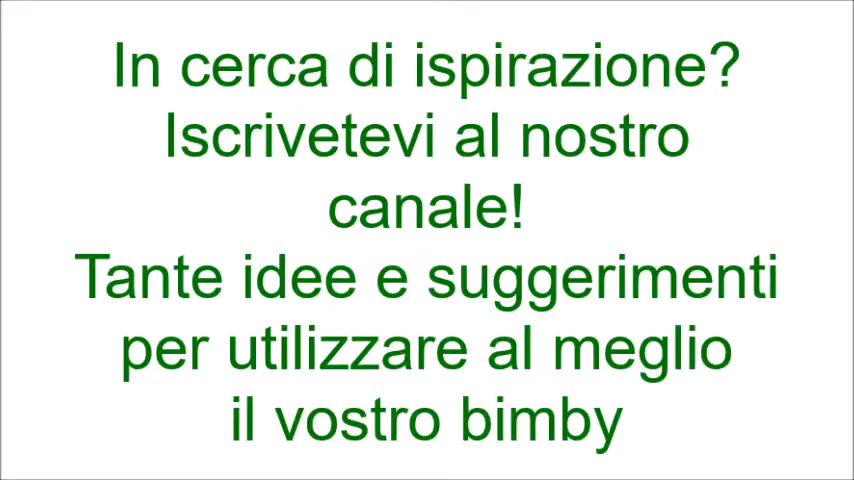 In cerca di ispirazione?
Iscrivetevi al nostro
canale!
Tante idee e suggerimenti
per utilizzare al meglio
il vostro bimby